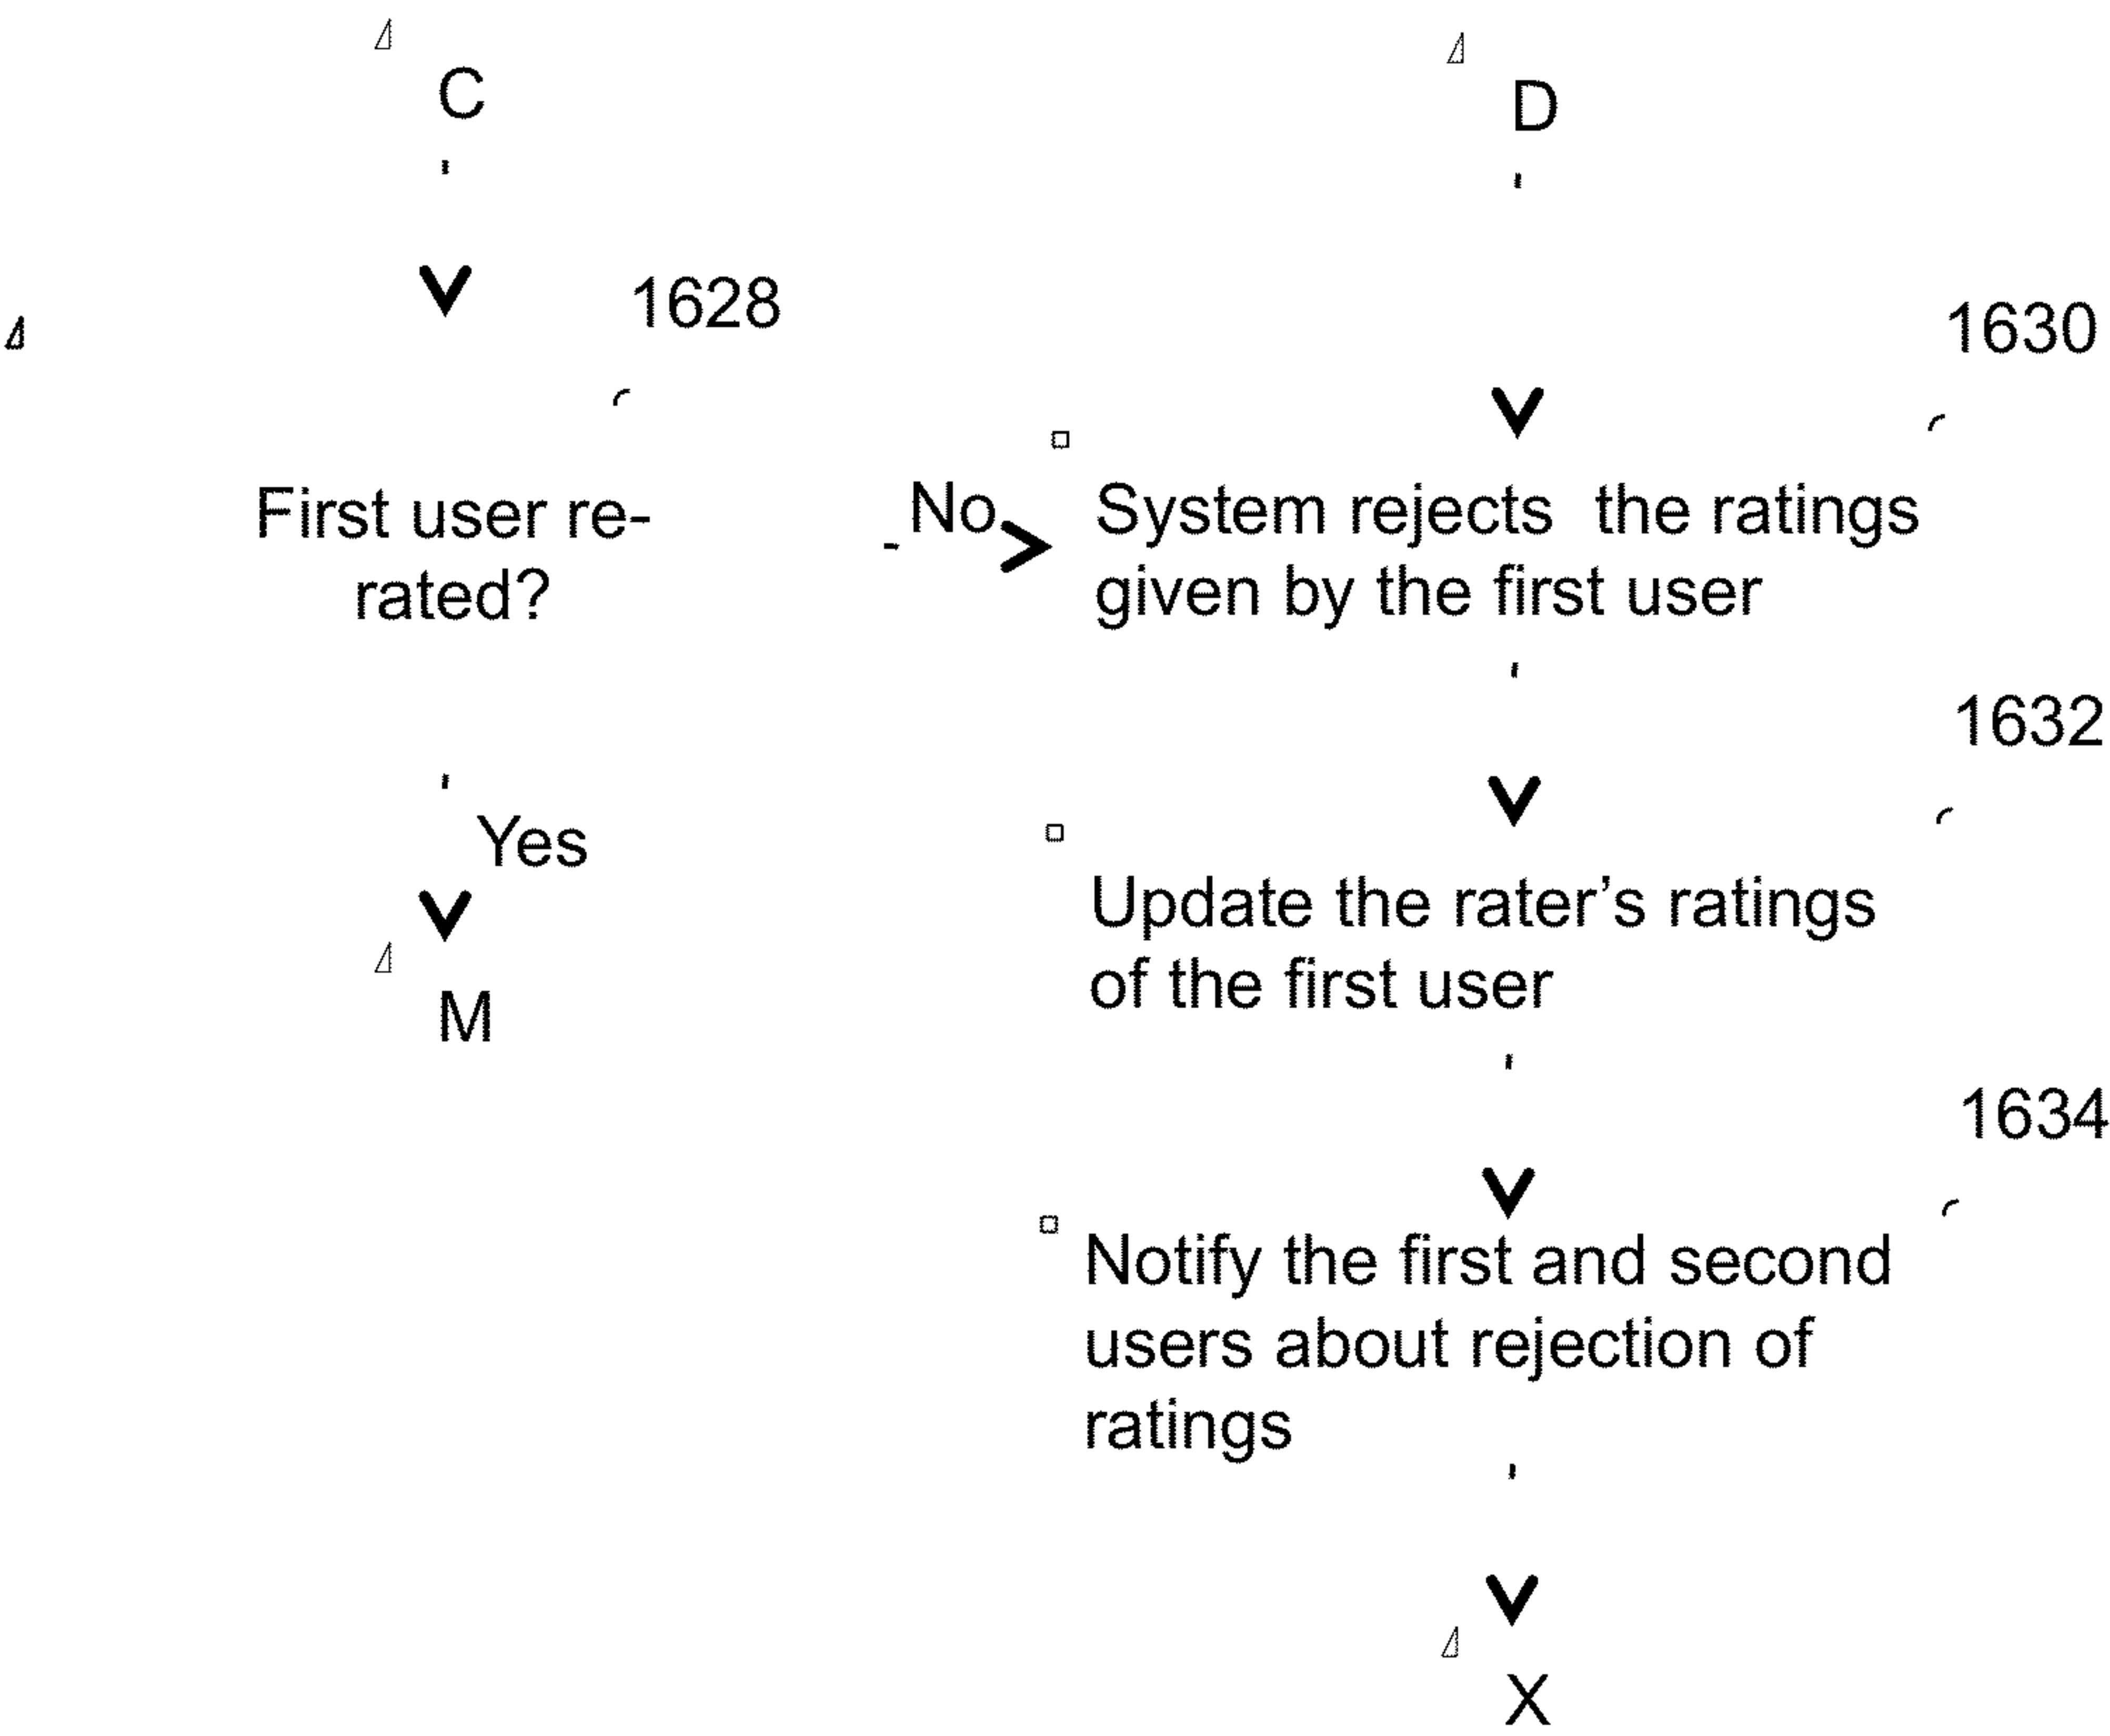 C
D
1628
1630
First user re-
rated?
No
System rejects the ratings
given by the first user
1632
Yes
Update the rater’s ratings
of the first user
M
1634
Notify the first and second
users about rejection of
ratings
X